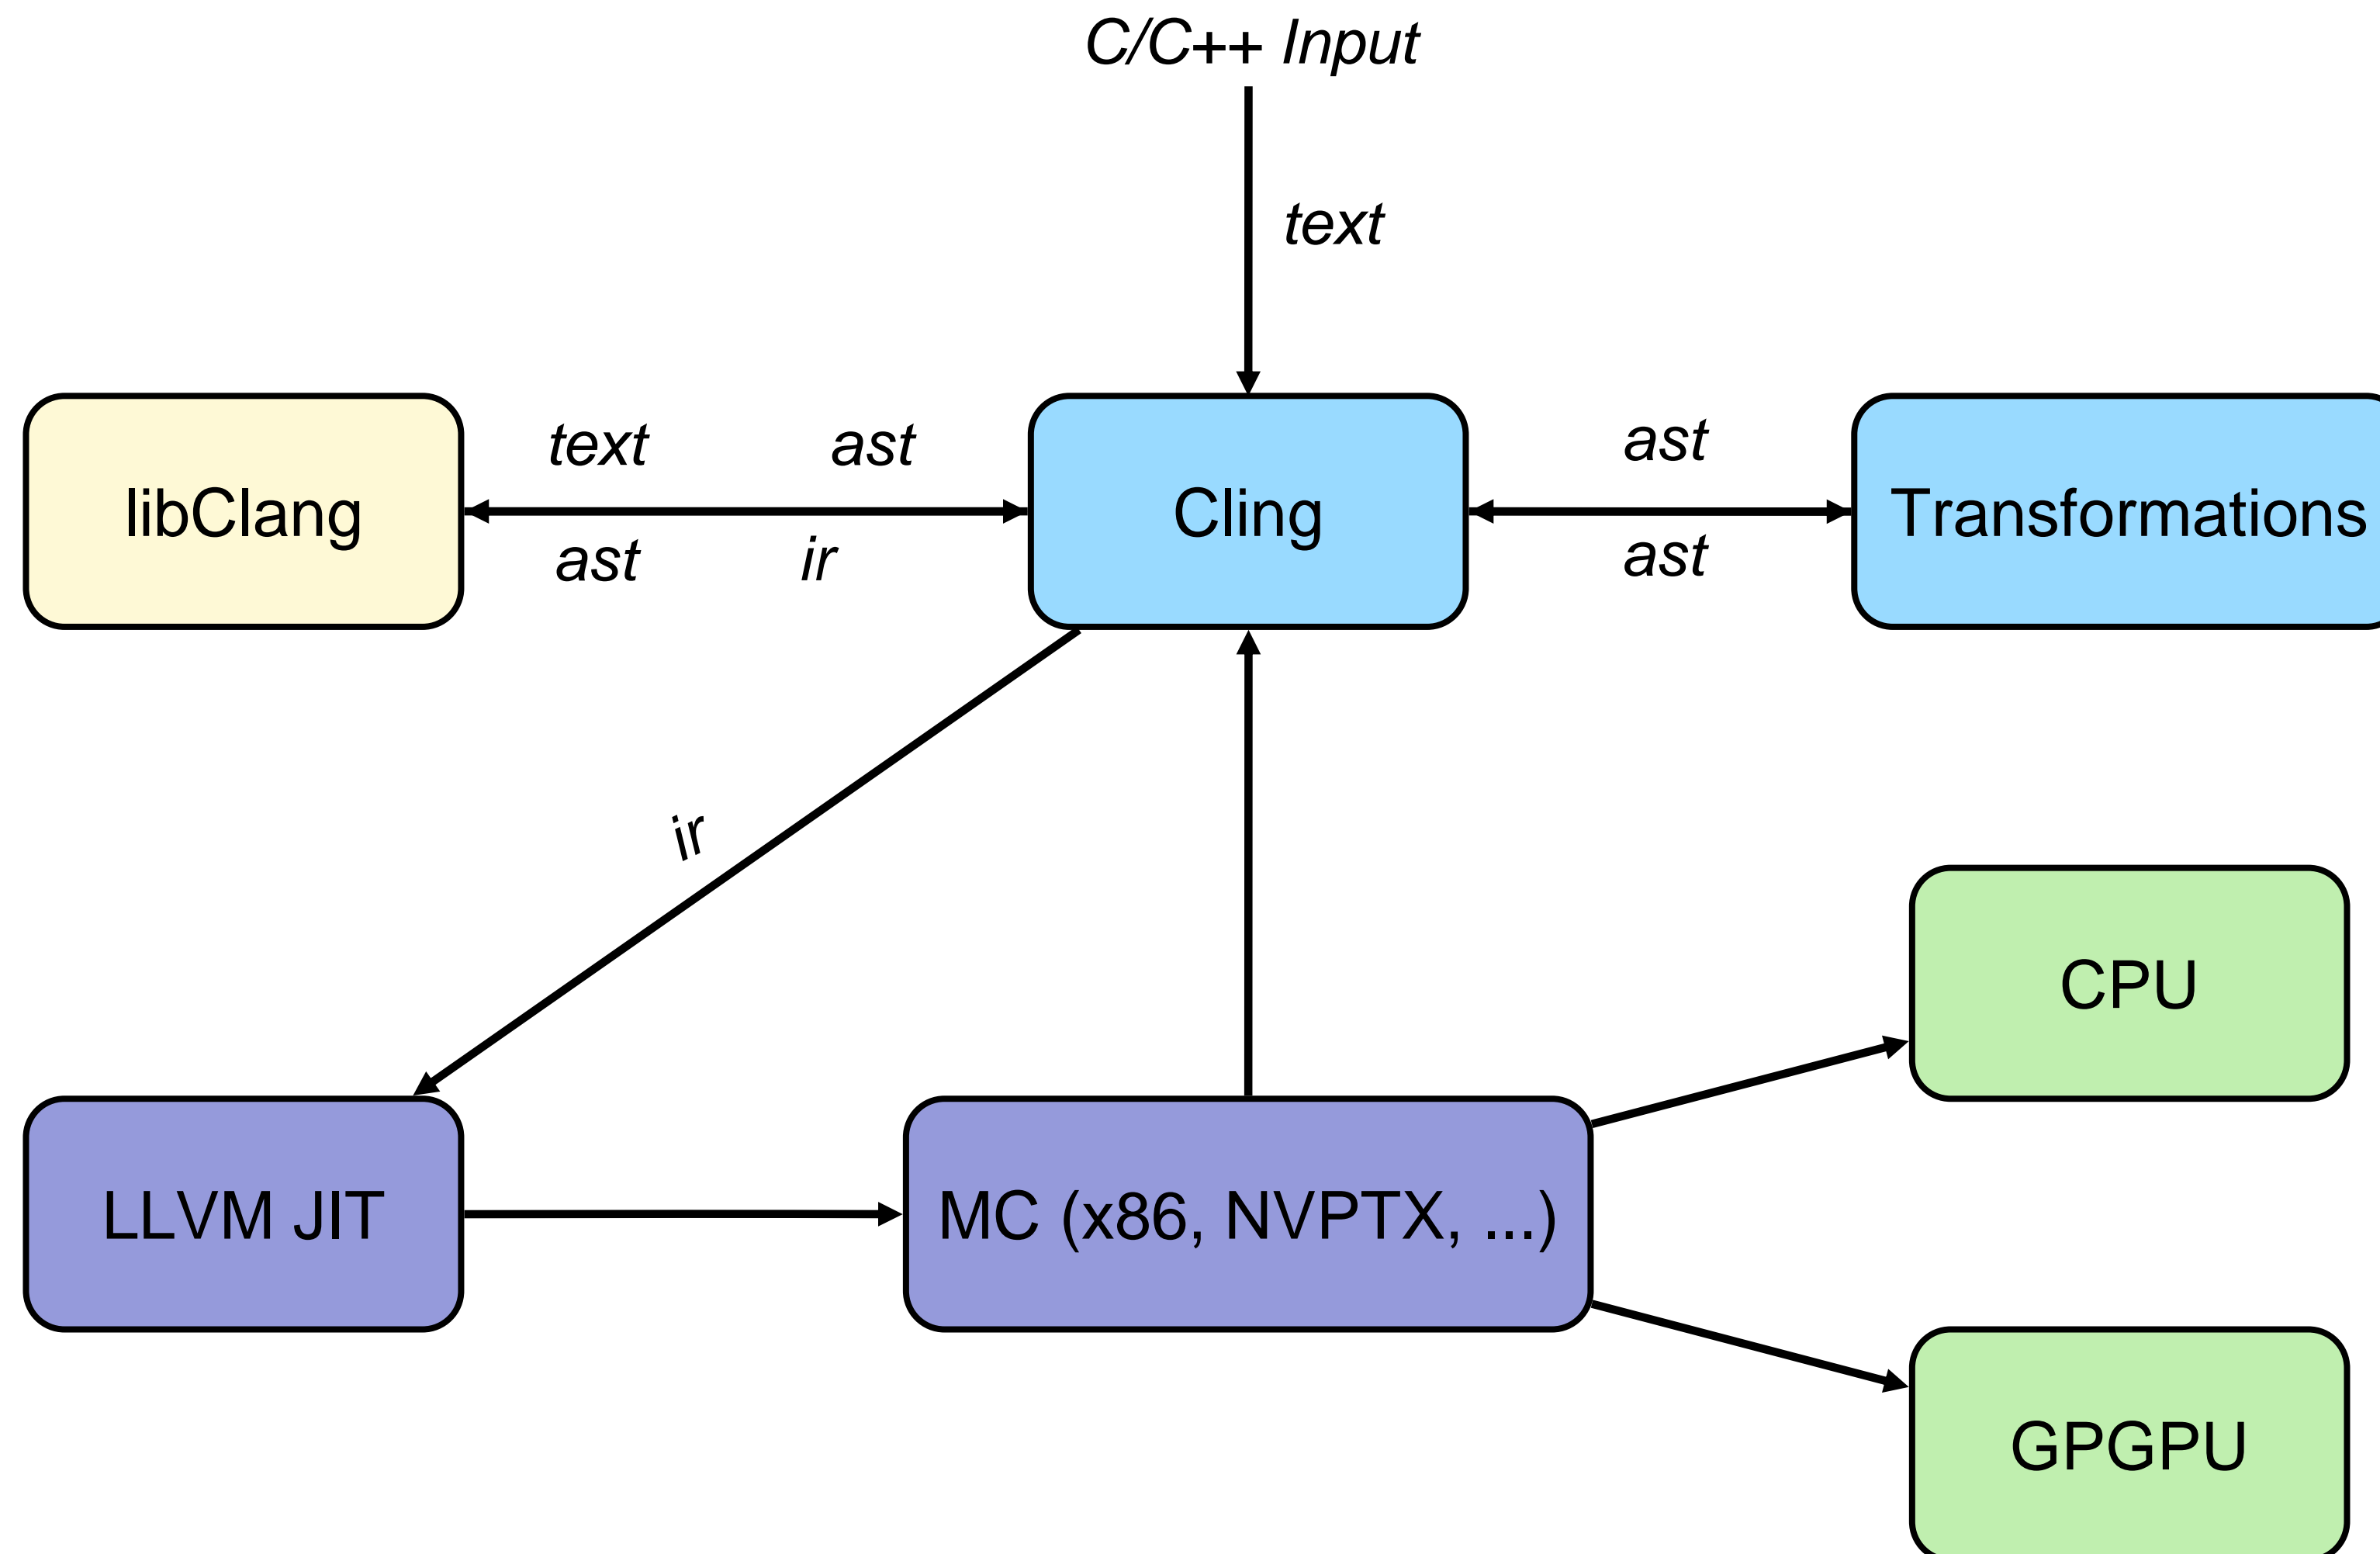 C/C++ Input
text
text ast
ast
libClang
Cling
Transformations
ast ir
ast
ir
CPU
LLVM JIT
MC (x86, NVPTX, ...)
GPGPU